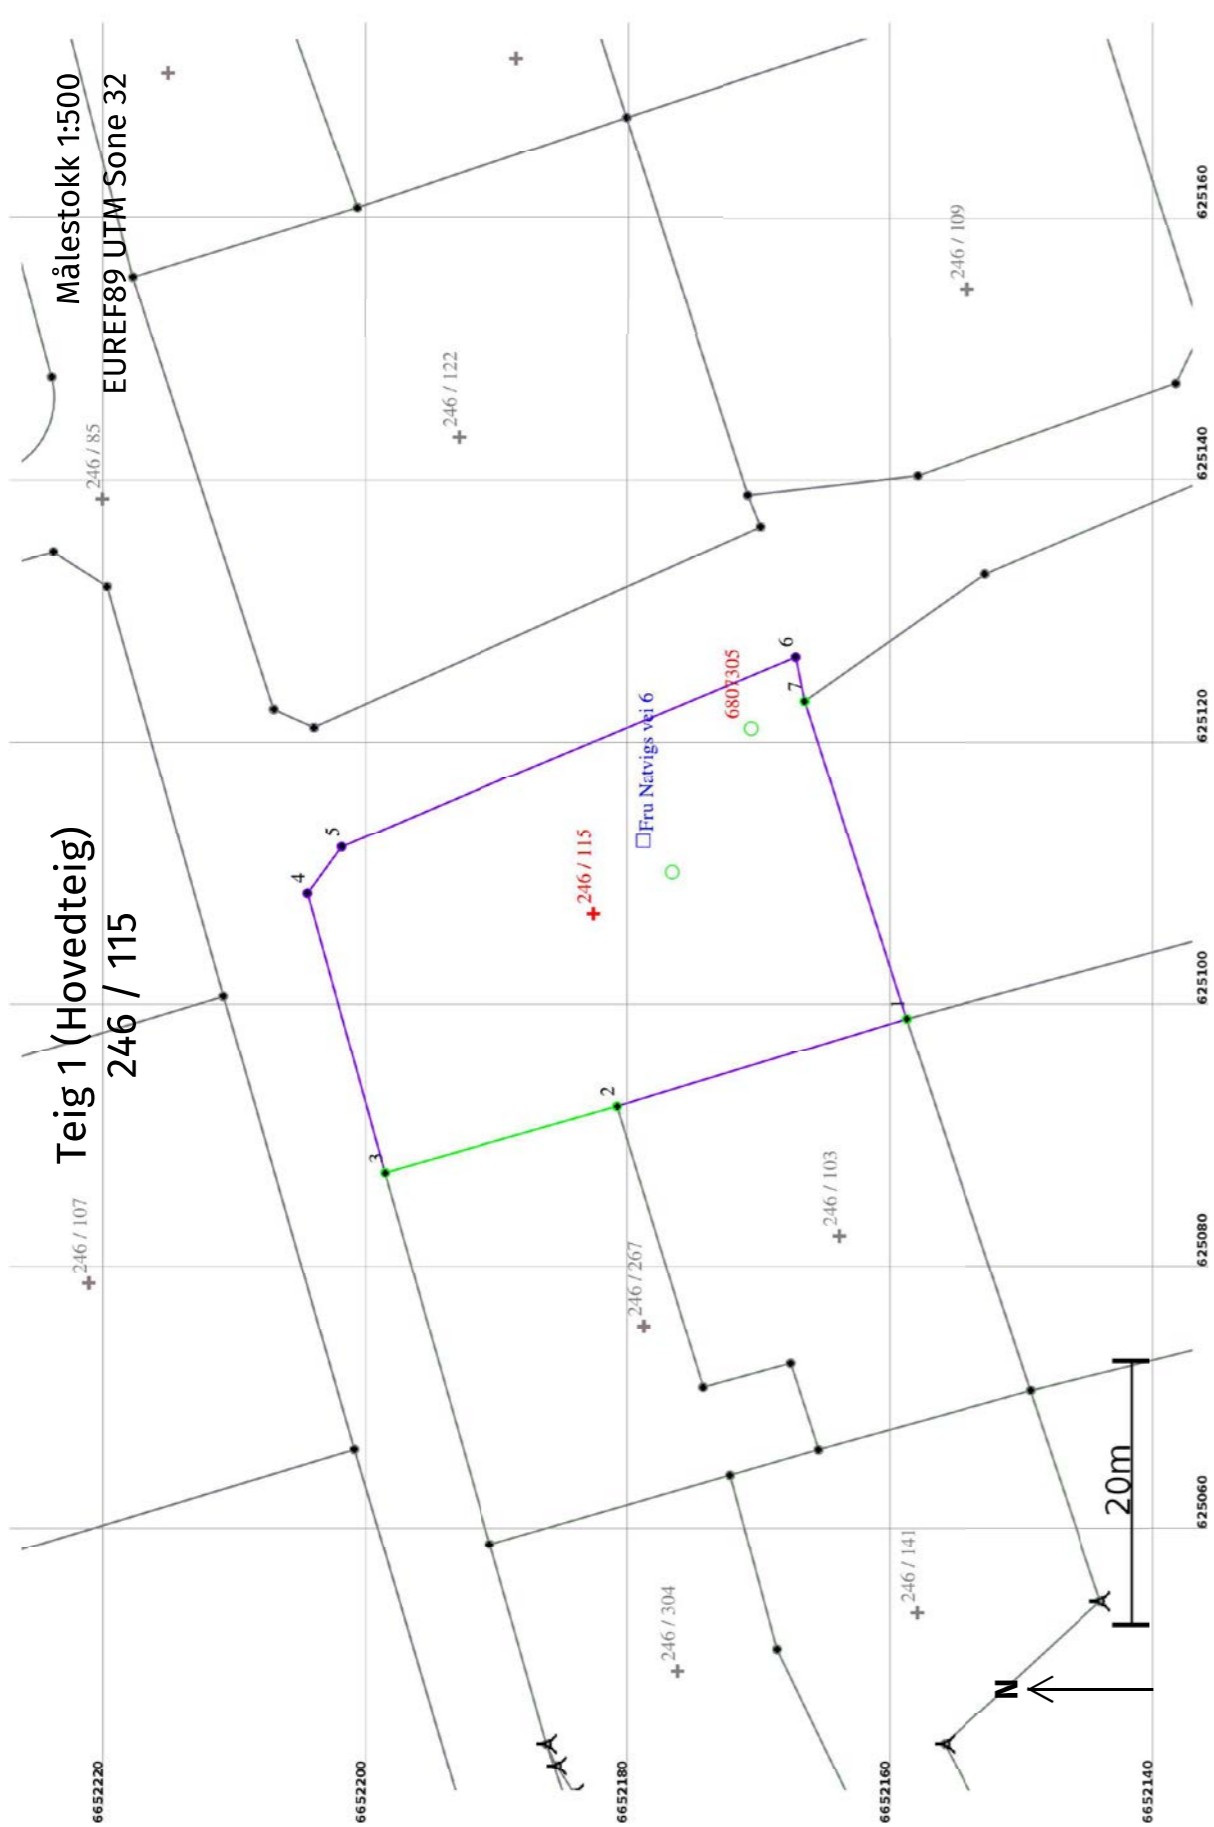 Teig 1 (Hovedteig)
246 / 115
Målestokk 1:500
EUREF89 UTM Sone 32
6652220
6652200
6652180
6652160
6652140
246 / 107
246 / 85
246 / 122
246 / 109
246 / 115
□Fru Natvigs vei 6
6807305
1
2
3
4
5
6
7
246 / 267
246 / 103
246 / 304
246 / 141
N
20m
625060
625080
625100
625120
625140
625160